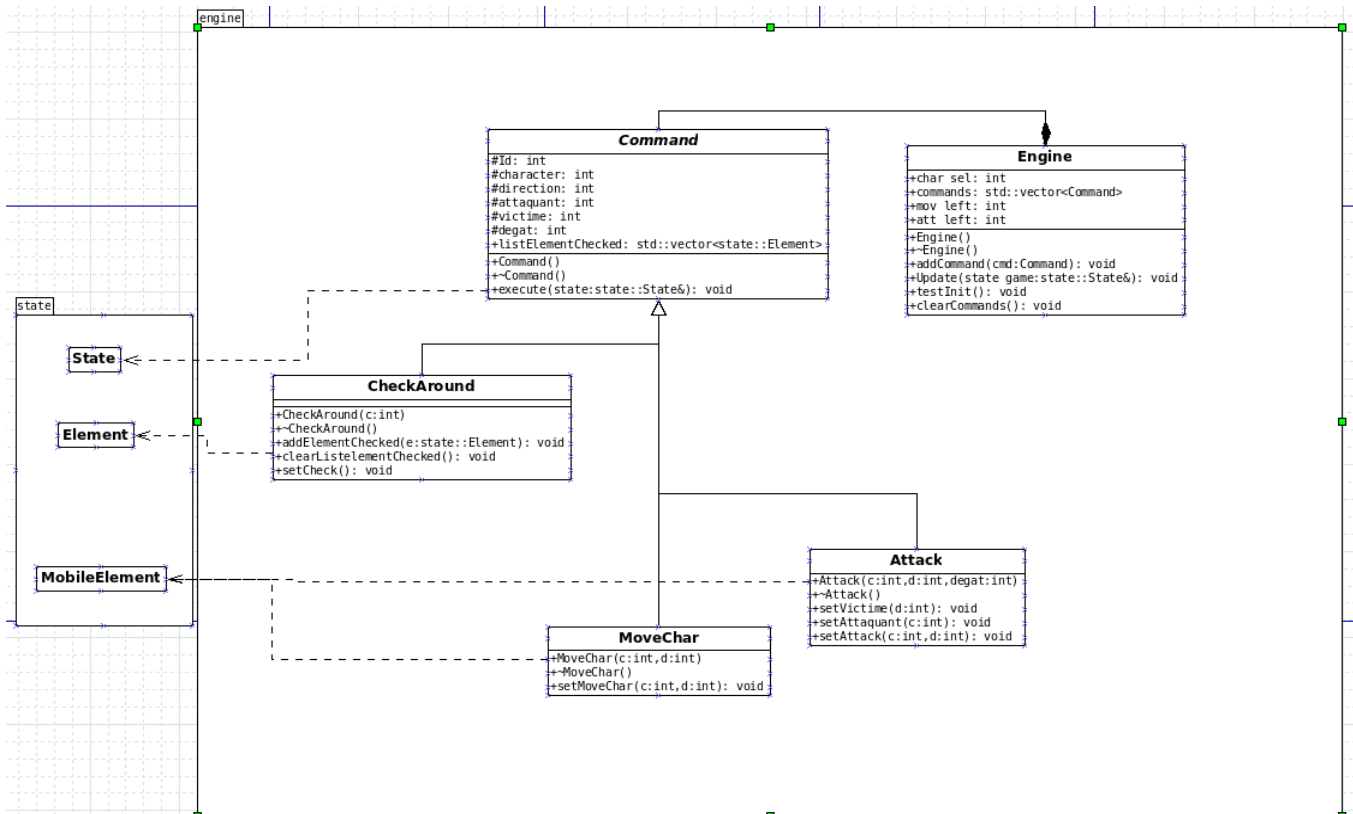 engine
Command
#Id: int
#character: int
#direction: int
#attaquant: int
#victime: int
#degat: int
+listElementChecked: std::vector<state::Element>
+Command()
+~Command()
+execute(state:state::State&): void
Engine
+char sel: int
+commands: std::vector<Command>
+mov left: int
+att left: int
+Engine()
+~Engine()
+addCommand(cmd:Command): void
+Update(state game:state::State&): void
+testInit(): void
+clearCommands(): void
state
State
Element
MobileElement
CheckAround
+CheckAround(c:int)
+~CheckAround()
+addElementChecked(e:state::Element): void
+clearListelementChecked(): void
+setCheck(): void
Attack
+Attack(c:int,d:int,degat:int)
+~Attack()
+setVictime(d:int): void
+setAttaquant(c:int): void
+setAttack(c:int,d:int): void
MoveChar
+MoveChar(c:int,d:int)
+~MoveChar()
+setMoveChar(c:int,d:int): void